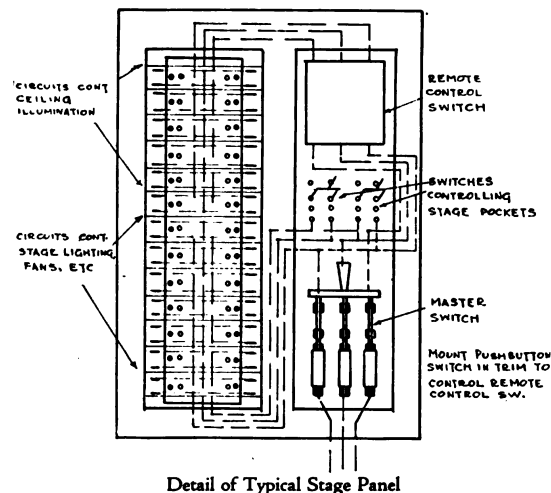 CIRCUITS CONT
CEILING
ILLUMINATION
CIRCUITS CONT.
STAGE LIGHTING
FANS, ETC
REMOTE
CONTROL
SWITCH
SWITCHES
CONTROLLING
STAGE POCKETS
MASTER
SWITCH
MOUNT PUSHBUTTON
SWITCH IN TRIM TO
CONTROL REMOTE
CONTROL SW.
Detail of Typical Stage Panel